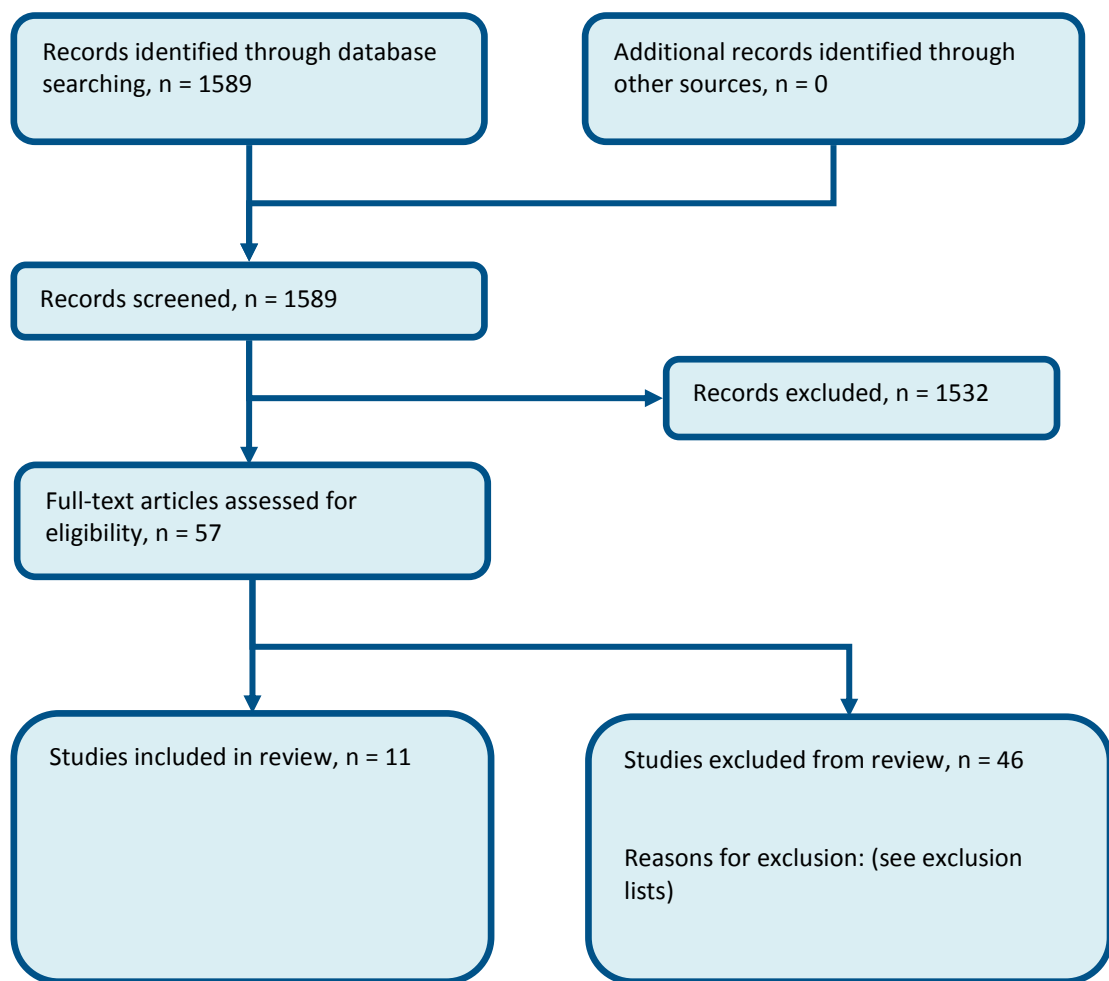 Records identified through database
searching, n = 1589
Additional records identified through
other sources, n = 0
Records screened, n = 1589
Records excluded, n = 1532
Full-text articles assessed for
eligibility, n = 57
Studies included in review, n = 11
Studies excluded from review, n = 46
Reasons for exclusion: (see exclusion
lists)